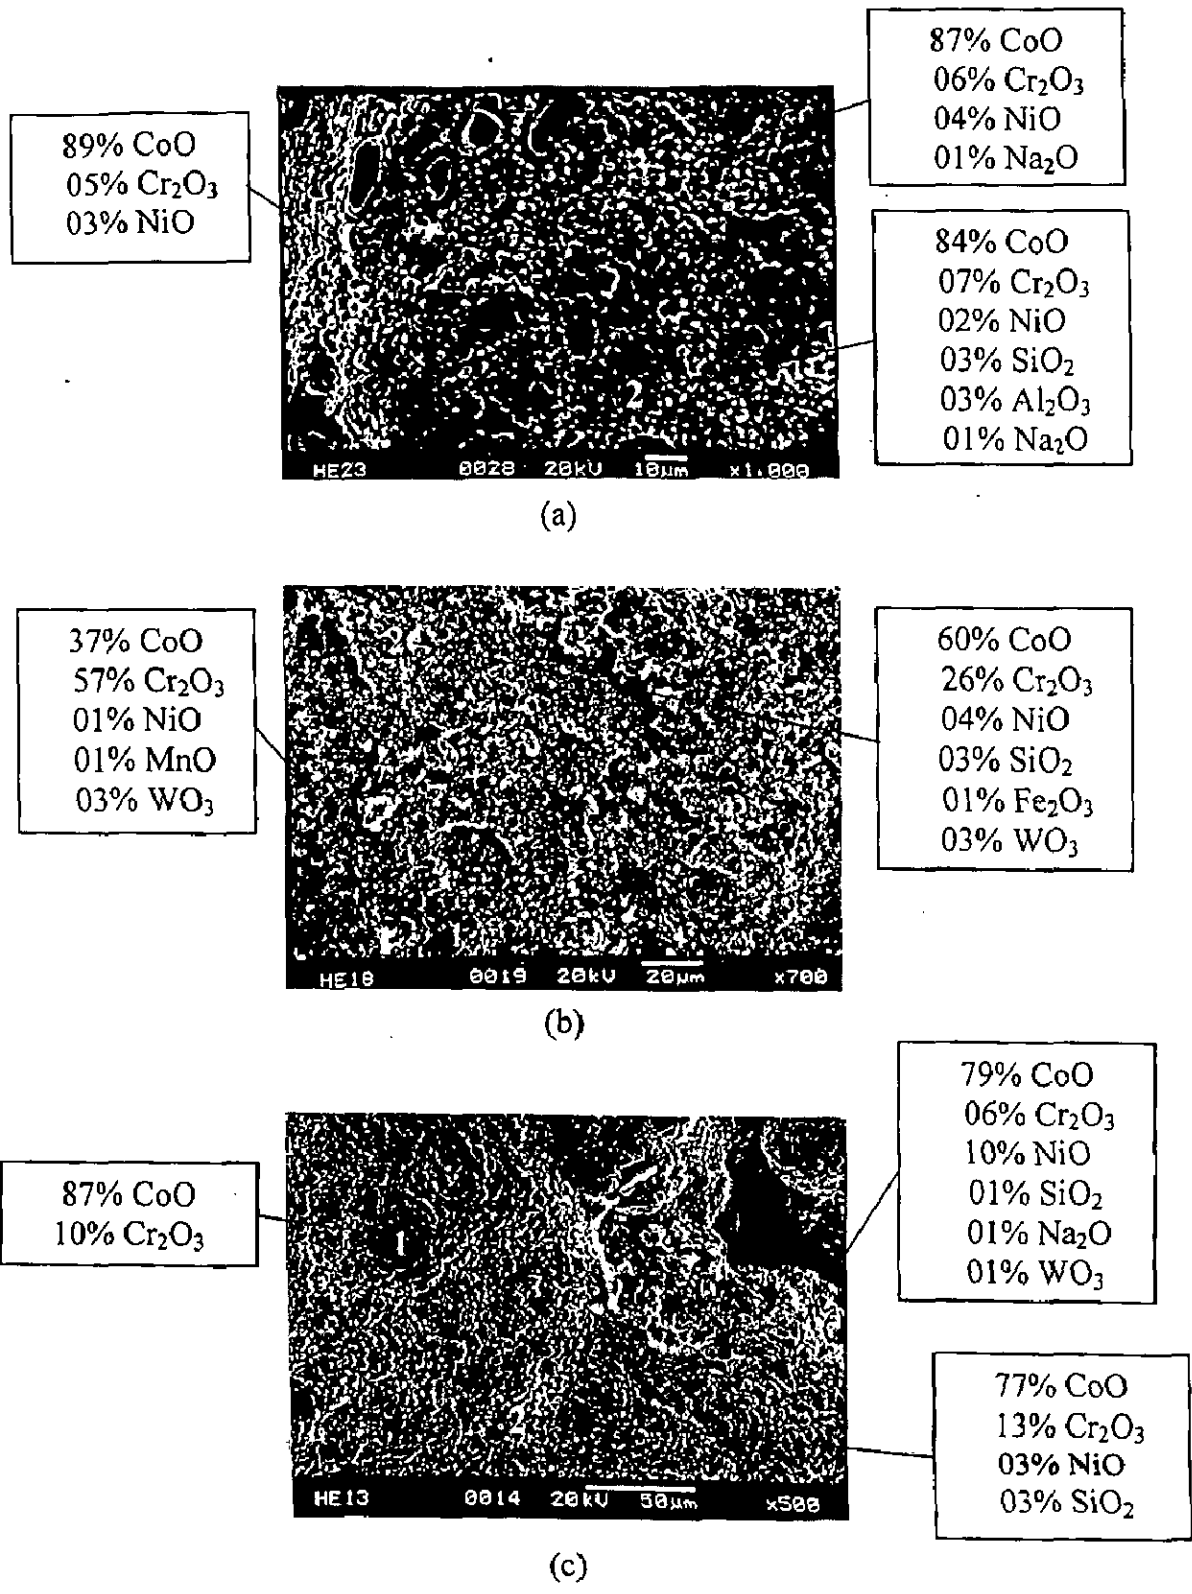 87% CoO
06% Cr₂O₃
04% NiO
01% Na₂O
89% CoO
05% Cr₂O₃
03% NiO
84% CoO
07% Cr₂O₃
02% NiO
03% SiO₂
03% Al₂O₃
01% Na₂O
2
HE23 0028 20kV 10µm x1.000
(a)
37% CoO
57% Cr₂O₃
01% NiO
01% MnO
03% WO₃
60% CoO
26% Cr₂O₃
04% NiO
03% SiO₂
01% Fe₂O₃
03% WO₃
HE18 0019 20kV 20µm x700
(b)
79% CoO
06% Cr₂O₃
10% NiO
01% SiO₂
01% Na₂O
01% WO₃
87% CoO
10% Cr₂O₃
1
2
77% CoO
13% Cr₂O₃
03% NiO
03% SiO₂
HE13 0014 20kV 50µm x500
(c)